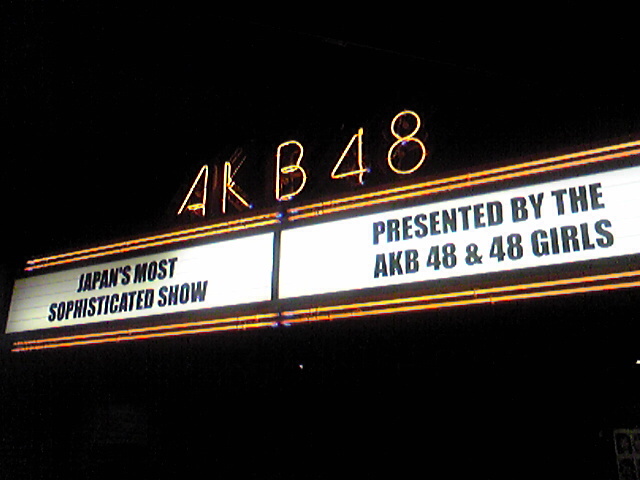 AKB48
JAPAN'S MOST
SOPHISTICATED SHOW
PRESENTED BY THE
AKB 48 & 48 GIRLS